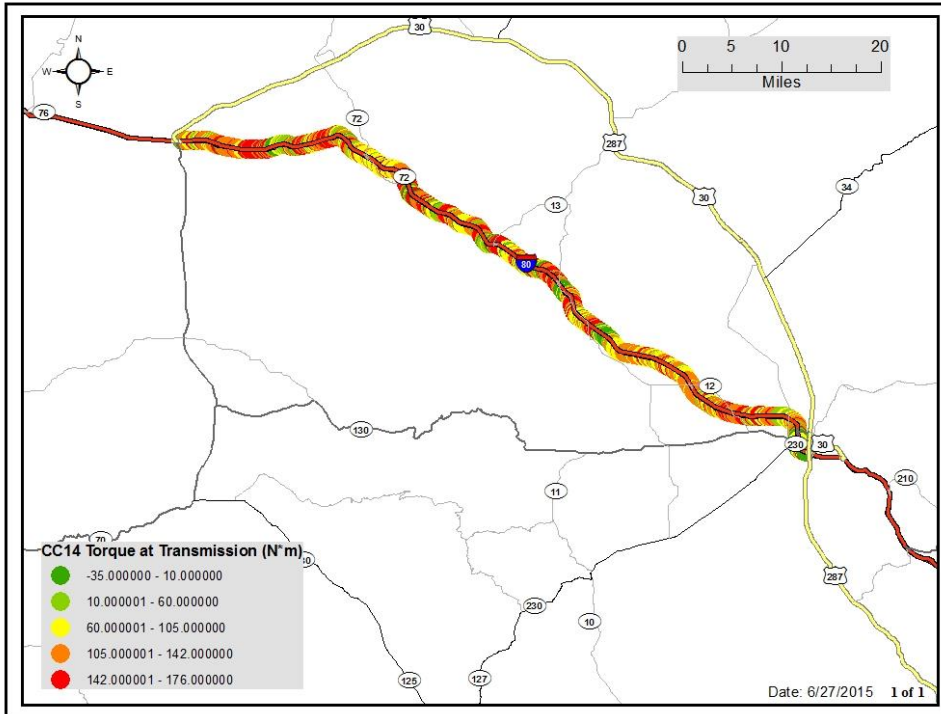 30
N
W E
S
0 5 10 20
Miles
76
72
287
72
34
13
30
80
12
130
230
30
11
210
70
CC14 Torque at Transmission (N*m)
-35.000000 - 10.000000
10.000001 - 60.000000
60.000001 - 105.000000
105.000001 - 142.000000
142.000001 - 176.000000
287
230
10
125
127
Date: 6/27/2015 1 of 1